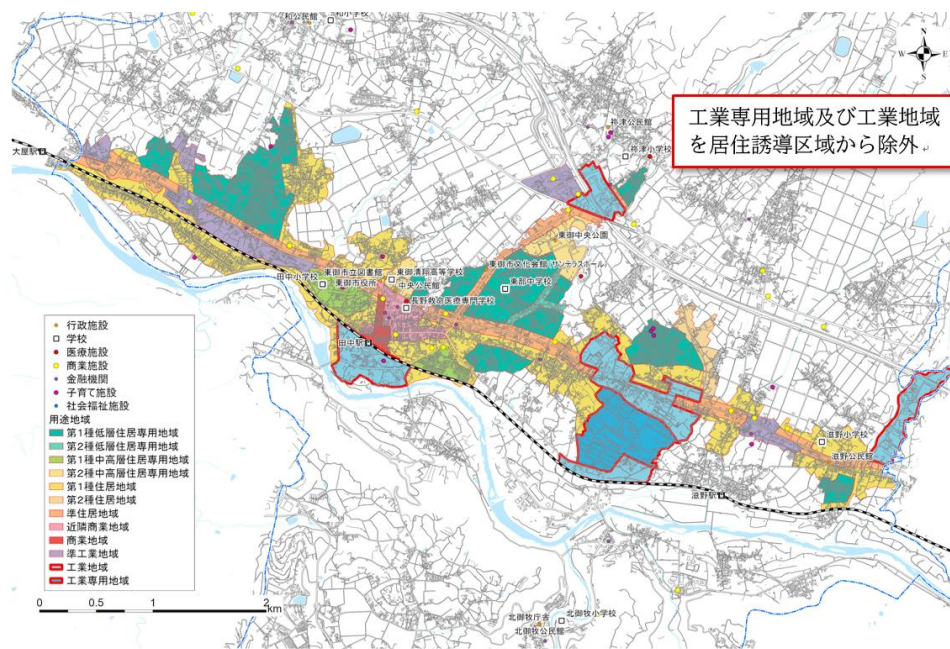 和公民館
和小学校
N
W
E
S
工業専用地域及び工業地域
を居住誘導区域から除外
祢津公民館
祢津小学校
大屋駅
東御中央公園
東御市文化会館(サンテラスホール)
田中小学校
東御市立図書館
東御清翔高等学校
東御市役所
中央公民館
東部中学校
長野救命医療専門学校
田中駅
滋野小学校
滋野公民館
滋野駅
北御牧庁舎
北御牧小学校
北御牧公民館
行政施設
学校
医療施設
商業施設
金融機関
子育て施設
社会福祉施設
用途地域
第1種低層住居専用地域
第2種低層住居専用地域
第1種中高層住居専用地域
第2種中高層住居専用地域
第1種住居地域
第2種住居地域
準住居地域
近隣商業地域
商業地域
準工業地域
工業地域
工業専用地域
0 0.5 1 2
km